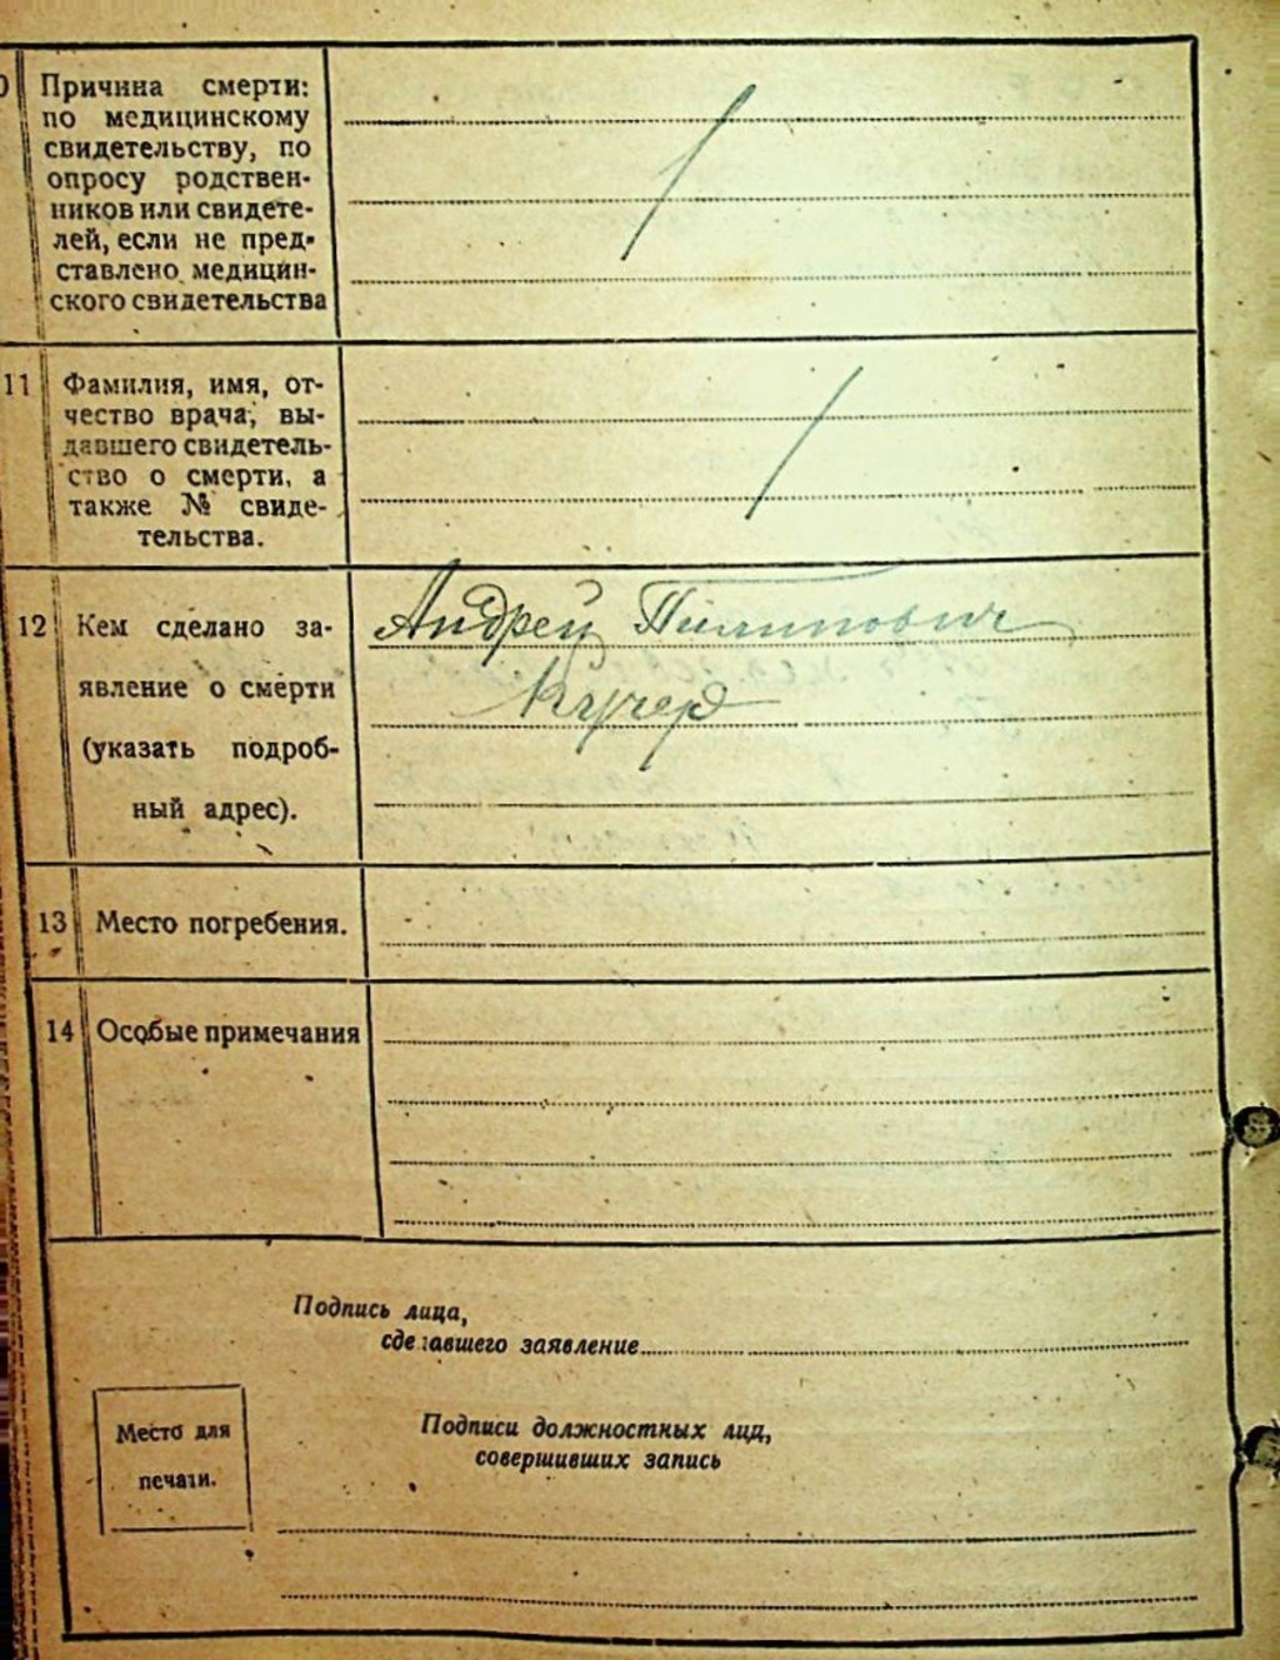 Причина смерти:
по медицинскому
свидетельству, по
опросу родствен-
ников или свидете-
лей, если не пред-
ставлено медицин-
ского свидетельства
11 Фамилия, имя, от-
чество врача, вы-
давшего свидетель-
ство о смерти, а
также № свиде-
тельства.
12 Кем сделано за-
явление о смерти
(указать подроб-
ный адрес).
Андрей Пилипович
Кучер
13 Место погребения.
14 Особые примечания
Подпись лица,
сделавшего заявление
Место для
печати.
Подписи должностных лиц,
совершивших запись